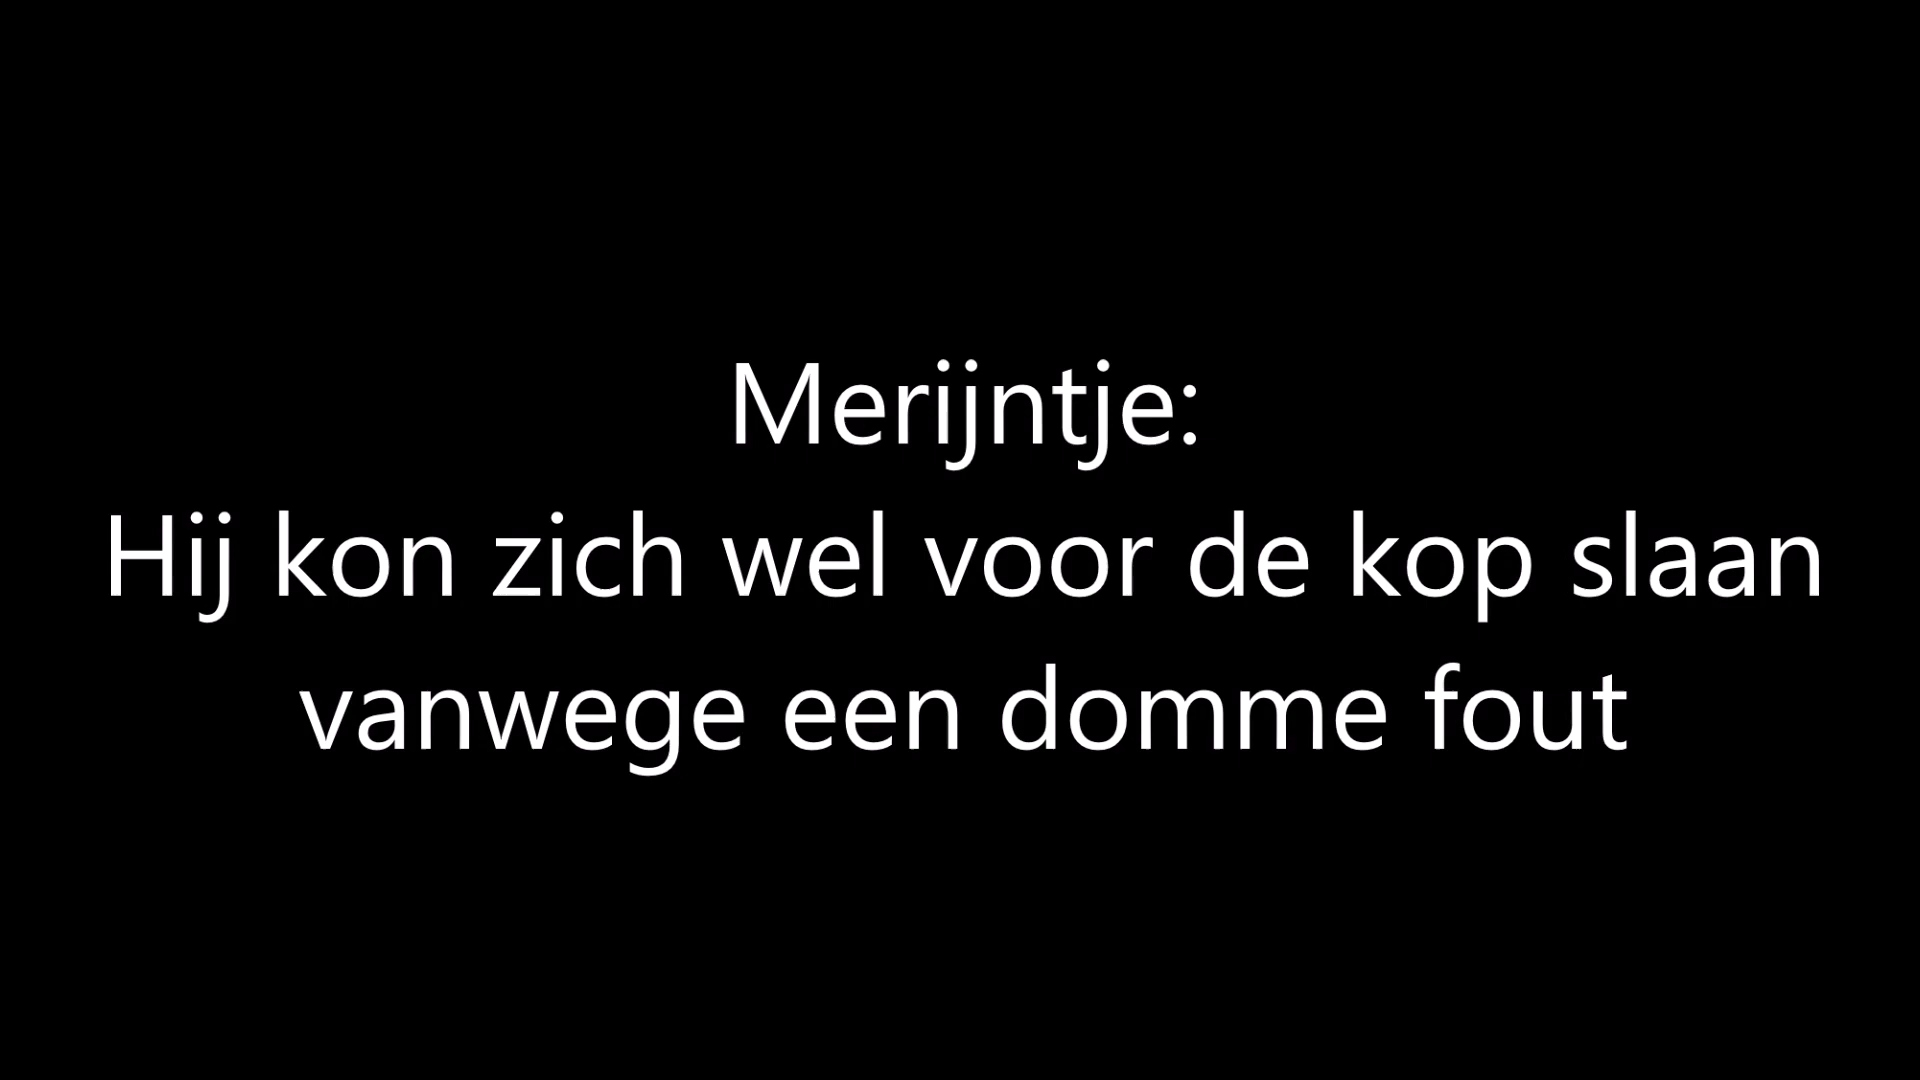 Merijntje:
Hij kon zich wel voor de kop slaan
vanwege een domme fout